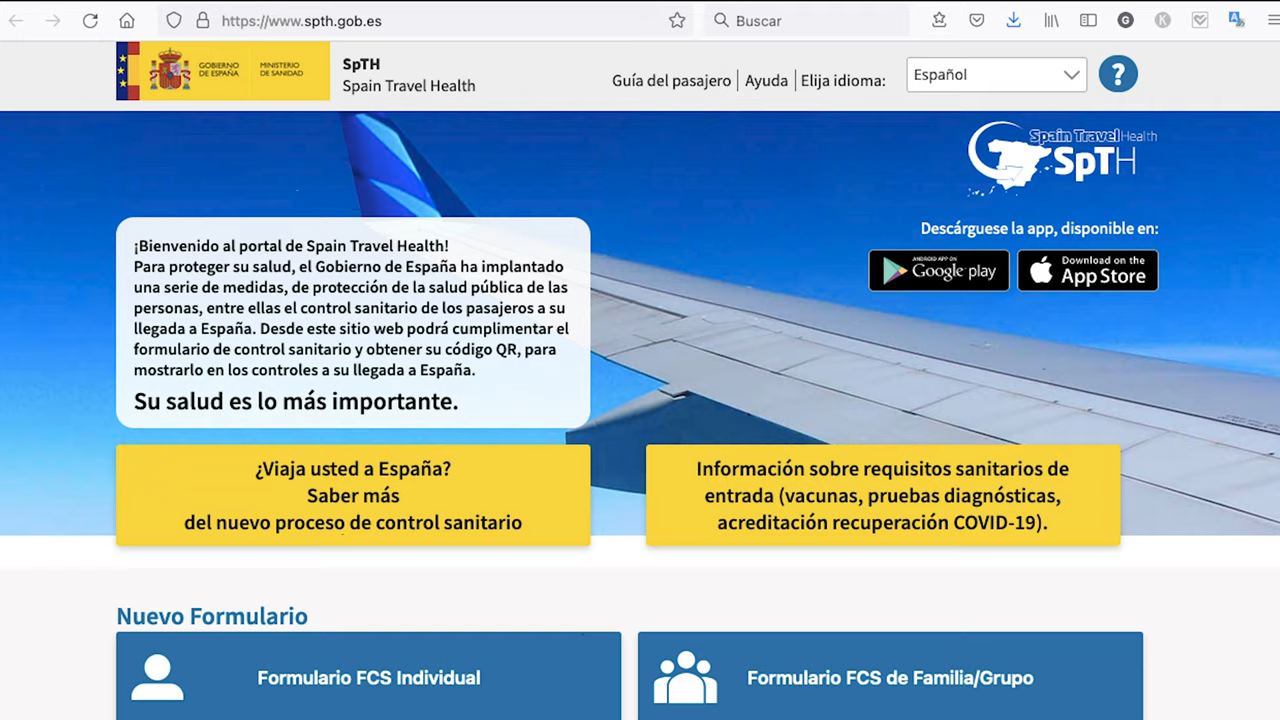 https://www.spth.gob.es
Buscar
GOBIERNO
DE ESPAÑA
MINISTERIO
DE SANIDAD
SpTH
Spain Travel Health
Guía del pasajero
Ayuda
Elija idioma:
Español
?
Spain Travel Health
SpTH
Descárguese la app, disponible en:
ANDROID APP ON
Google play
Download on the
App Store
¡Bienvenido al portal de Spain Travel Health!
Para proteger su salud, el Gobierno de España ha implantado
una serie de medidas, de protección de la salud pública de las
personas, entre ellas el control sanitario de los pasajeros a su
llegada a España. Desde este sitio web podrá cumplimentar el
formulario de control sanitario y obtener su código QR, para
mostrarlo en los controles a su llegada a España.
Su salud es lo más importante.
¿Viaja usted a España?
Saber más
del nuevo proceso de control sanitario
Información sobre requisitos sanitarios de
entrada (vacunas, pruebas diagnósticas,
acreditación recuperación COVID-19).
Nuevo Formulario
Formulario FCS Individual
Formulario FCS de Familia/Grupo